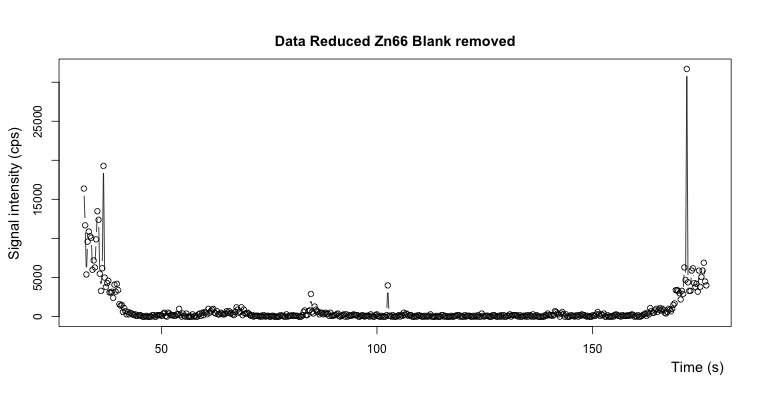 Data Reduced Zn66 Blank removed
Signal intensity (cps)
25000
15000
5000
0
50
100
150
Time (s)